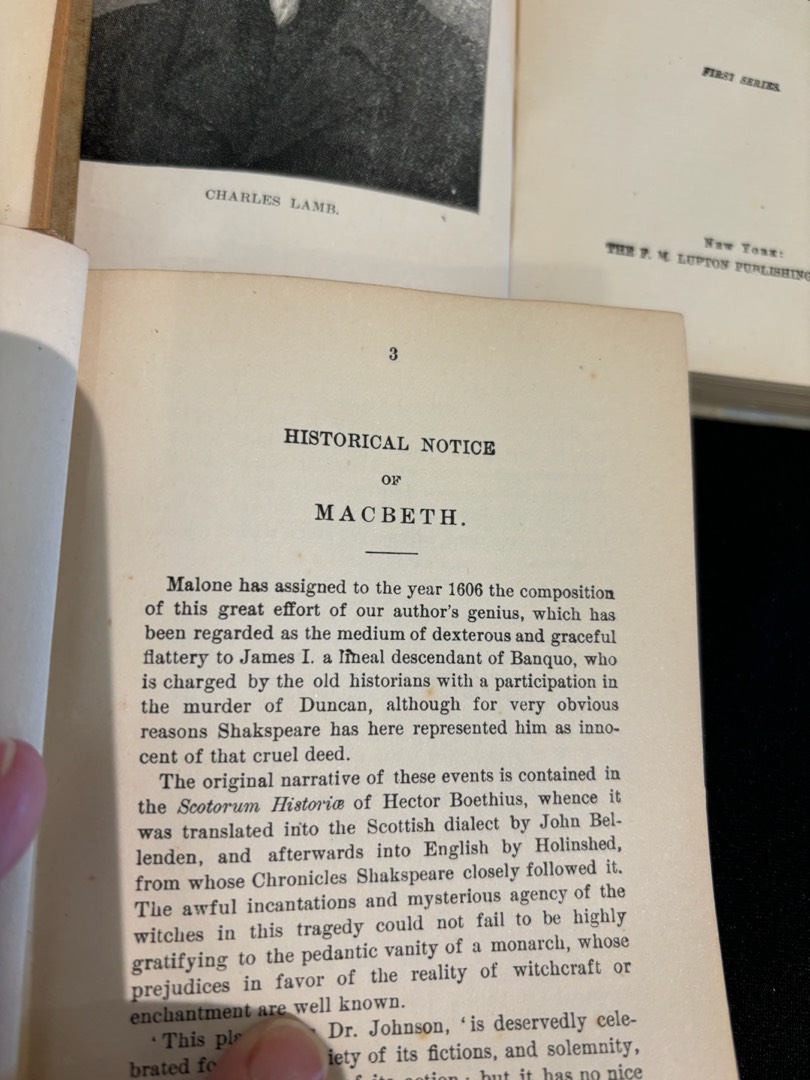 CHARLES LAMB.
FIRST SERIES.
New York:
THE F. M. LUPTON PUBLISHING
3
HISTORICAL NOTICE
OF
MACBETH.
Malone has assigned to the year 1606 the composition
of this great effort of our author's genius, which has
been regarded as the medium of dexterous and graceful
flattery to James I. a lineal descendant of Banquo, who
is charged by the old historians with a participation in
the murder of Duncan, although for very obvious
reasons Shakspeare has here represented him as inno-
cent of that cruel deed.
The original narrative of these events is contained in
the Scotorum Historiæ of Hector Boethius, whence it
was translated into the Scottish dialect by John Bel-
lenden, and afterwards into English by Holinshed,
from whose Chronicles Shakspeare closely followed it.
The awful incantations and mysterious agency of the
witches in this tragedy could not fail to be highly
gratifying to the pedantic vanity of a monarch, whose
prejudices in favor of the reality of witchcraft or
enchantment are well known.
‘This Dr. Johnson, ‘is deservedly cele-
brated of its fictions, and solemnity,
of its action; but it has no nice